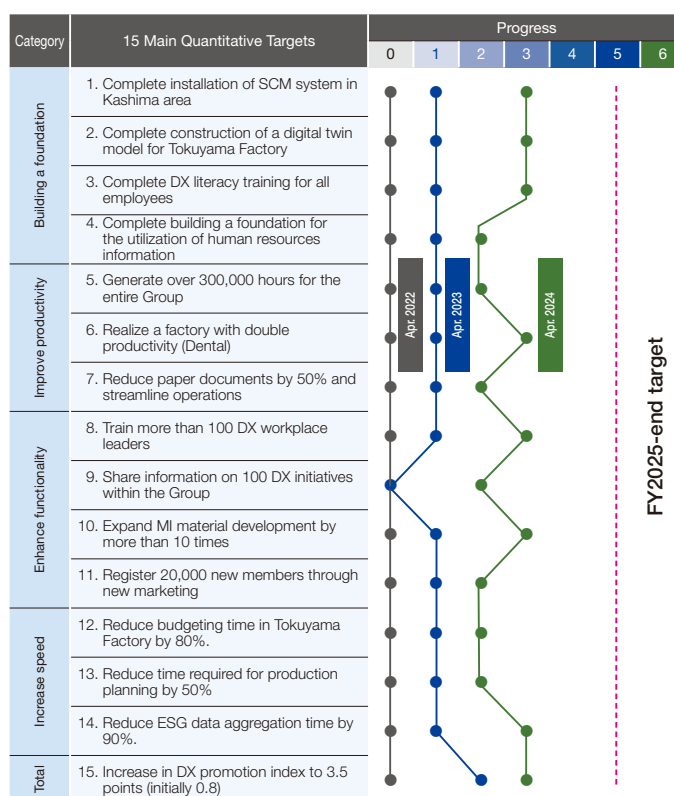 Category
15 Main Quantitative Targets
Progress
0 1 2 3 4 5 6
Building a foundation
1. Complete installation of SCM system in
Kashima area
2. Complete construction of a digital twin
model for Tokuyama Factory
3. Complete DX literacy training for all
employees
4. Complete building a foundation for
the utilization of human resources
information
Improve productivity
5. Generate over 300,000 hours for the
entire Group
6. Realize a factory with double
productivity (Dental)
7. Reduce paper documents by 50% and
streamline operations
Enhance functionality
8. Train more than 100 DX workplace
leaders
9. Share information on 100 DX initiatives
within the Group
10. Expand MI material development by
more than 10 times
11. Register 20,000 new members through
new marketing
Increase speed
12. Reduce budgeting time in Tokuyama
Factory by 80%.
13. Reduce time required for production
planning by 50%
14. Reduce ESG data aggregation time by
90%.
Total
15. Increase in DX promotion index to 3.5
points (initially 0.8)
Apr. 2022
Apr. 2023
Apr. 2024
FY2025-end target